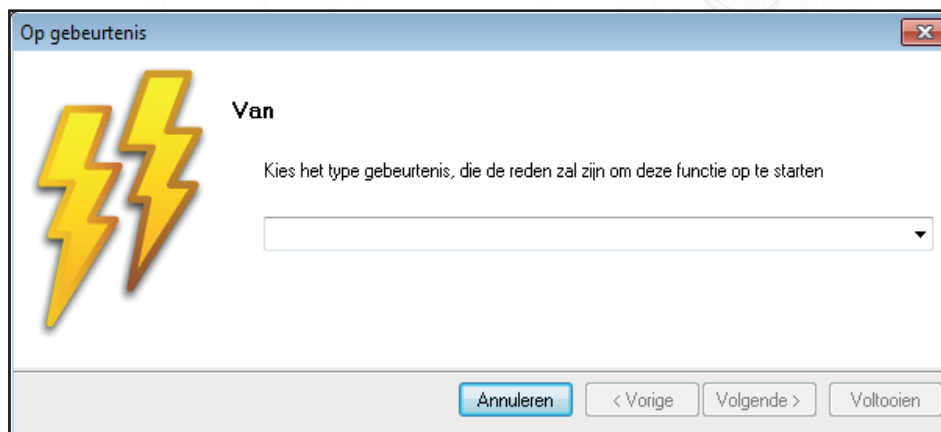 Op gebeurtenis
Van
Kies het type gebeurtenis, die de reden zal zijn om deze functie op te starten
Annuleren
< Vorige
Volgende >
Voltooien